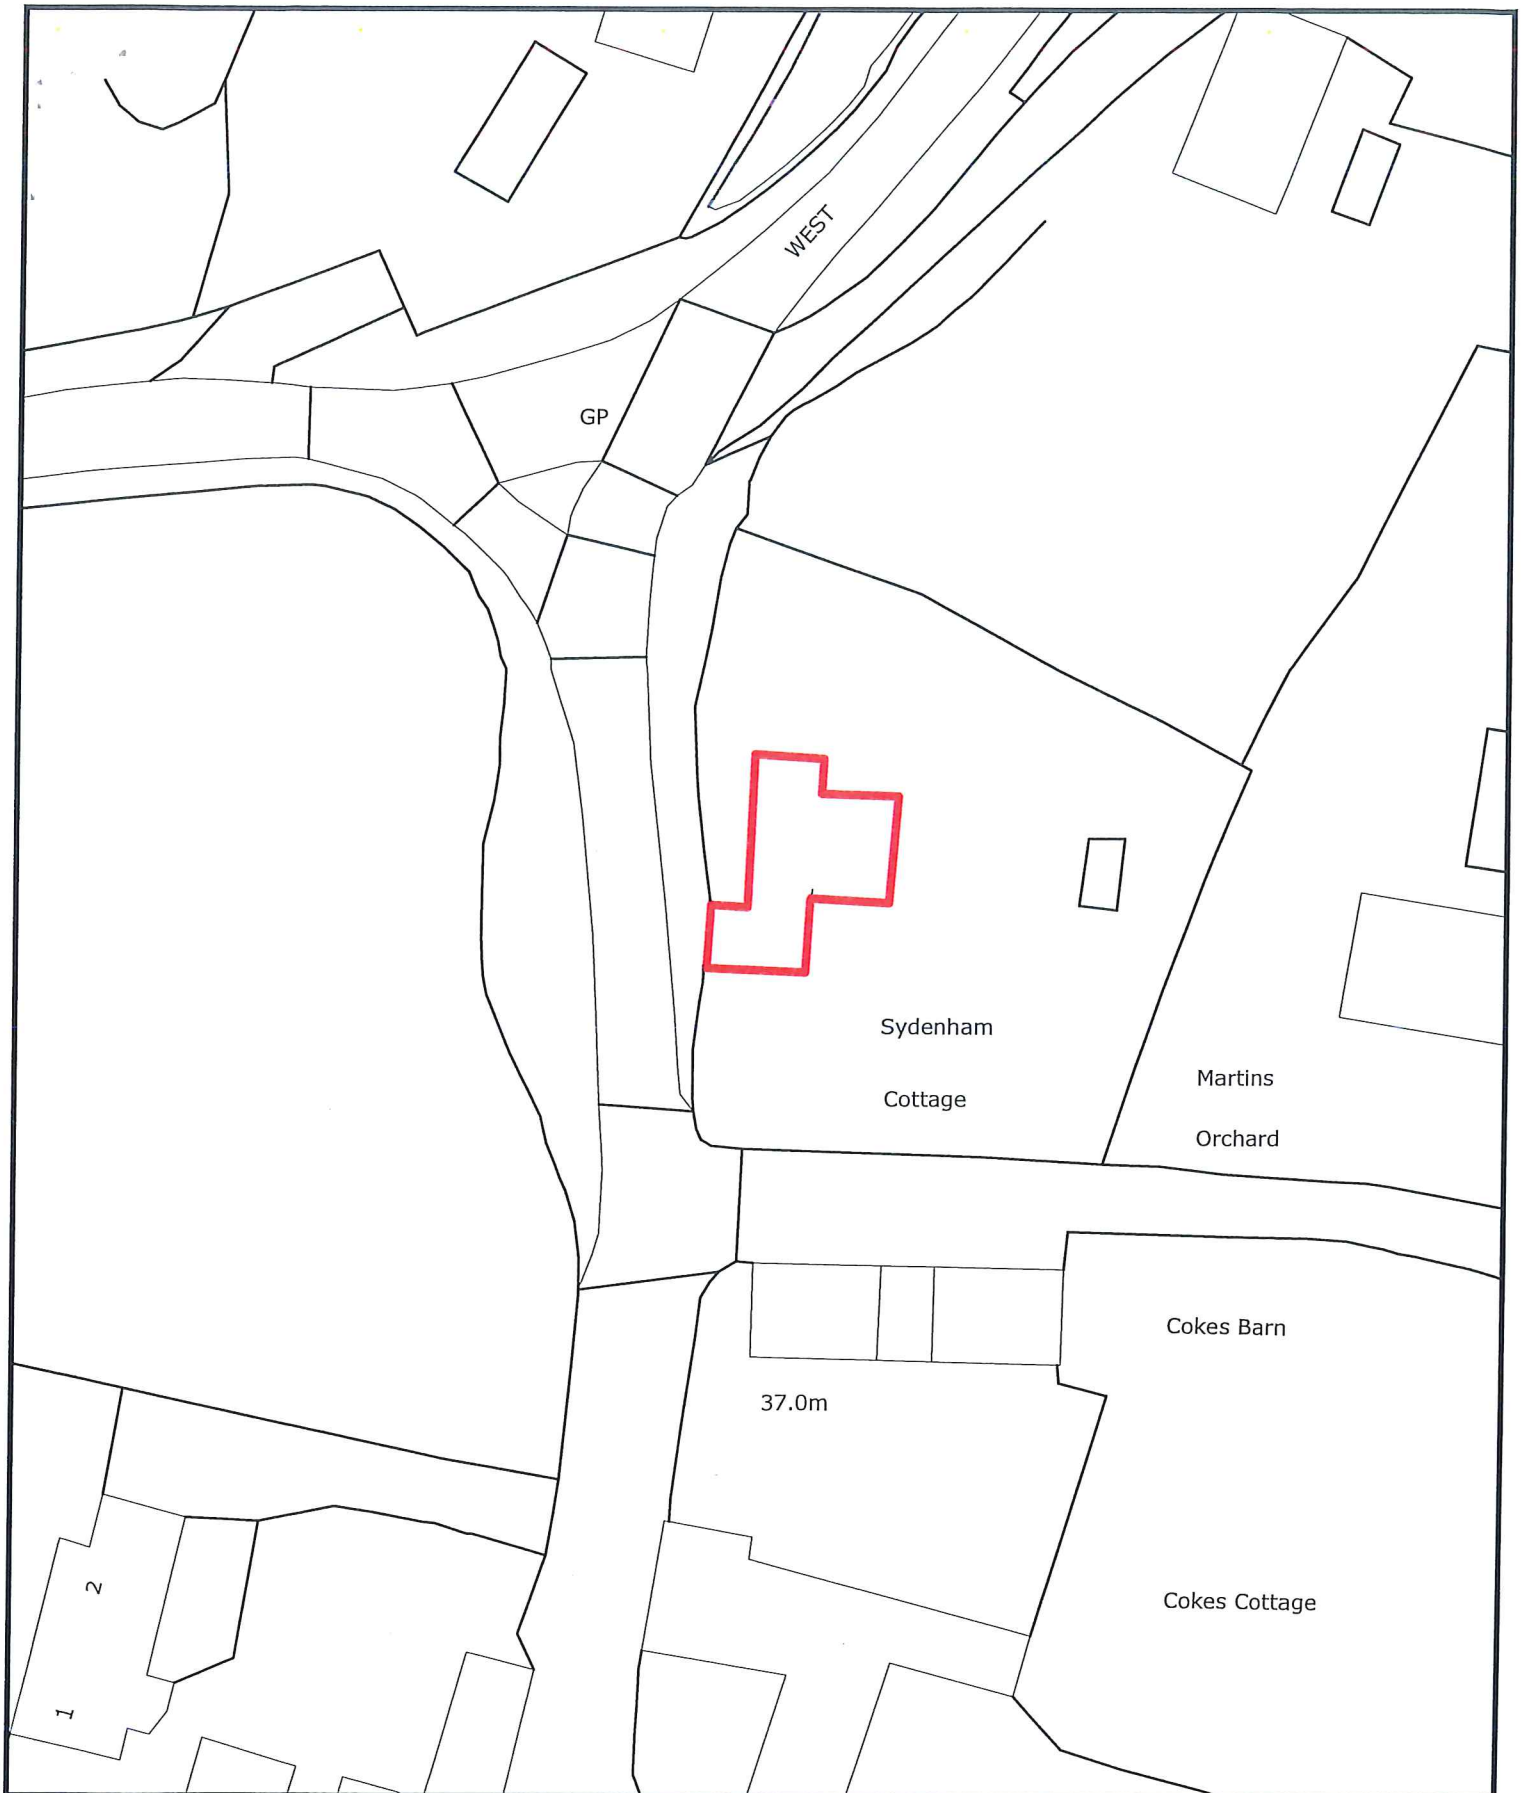 WEST
GP
Sydenham
Cottage
Martins
Orchard
Cokes Barn
37.0m
2
Cokes Cottage
1